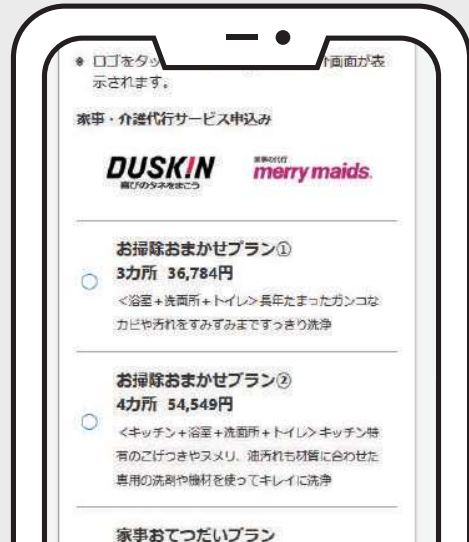 ※ ロゴをタッ 画面が表
示されます。
家事・介護代行サービス申込み
DUSKIN
喜びのタネをまこう
家事の代行
merry maids.
お掃除おまかせプラン①
3カ所 36,784円
<浴室+洗面所+トイレ>長年たまったガンコな
カビや汚れをすみずみまですっきり洗浄
お掃除おまかせプラン②
4カ所 54,549円
<キッチン+浴室+洗面所+トイレ>キッチン特
有のこげつきやヌメリ、油汚れも材質に合わせた
専用の洗剤や機材を使ってキレイに洗浄
家事おてつだいプラン